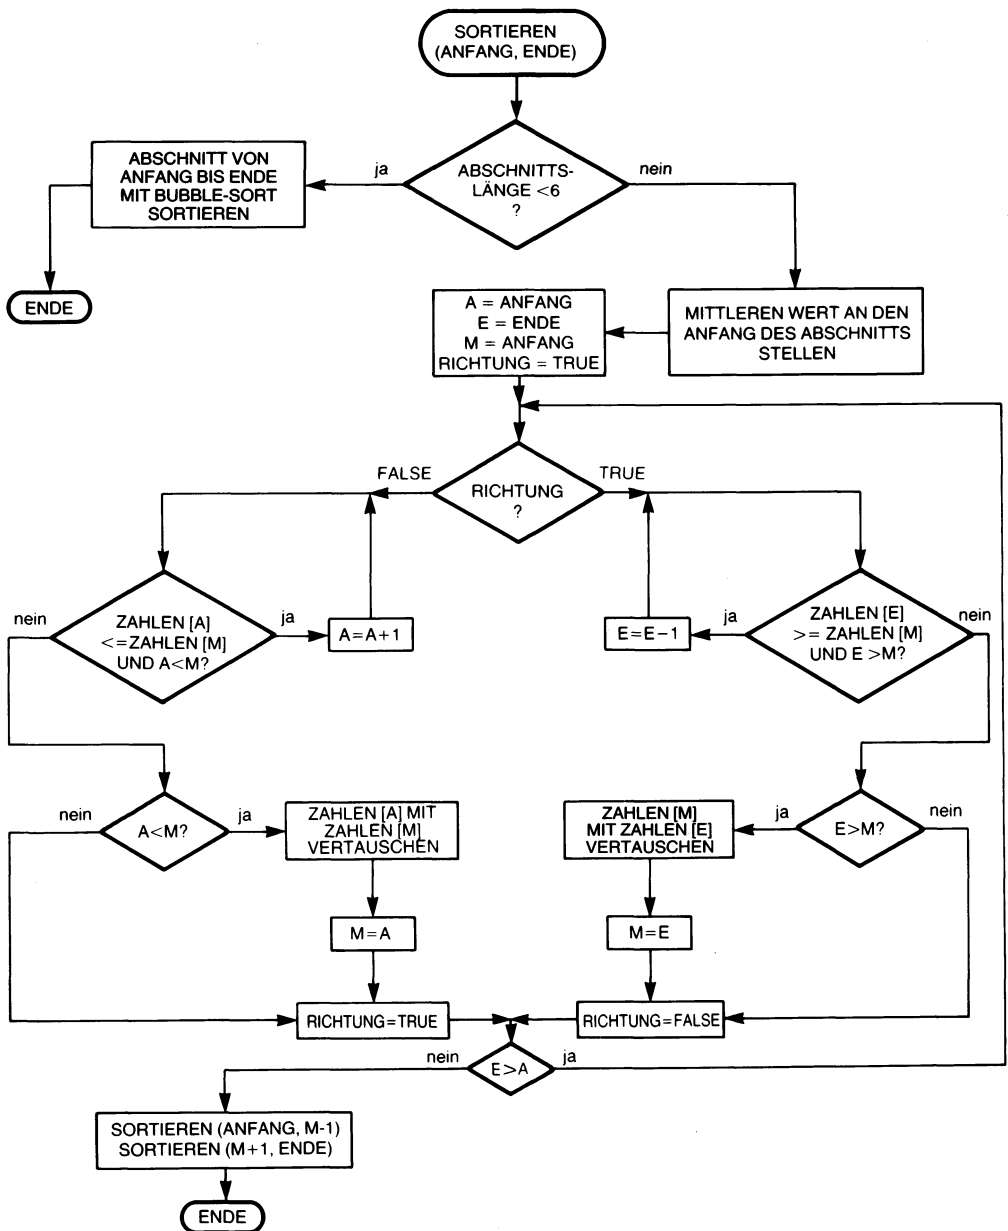 SORTIEREN
(ANFANG, ENDE)
ABSCHNITT VON
ANFANG BIS ENDE
MIT BUBBLE-SORT
SORTIEREN
ja
ABSCHNITTS-
LÄNGE <6
?
nein
ENDE
A = ANFANG
E = ENDE
M = ANFANG
RICHTUNG = TRUE
MITTLEREN WERT AN DEN
ANFANG DES ABSCHNITTS
STELLEN
FALSE
RICHTUNG
?
TRUE
nein
ZAHLEN [A]
<=ZAHLEN [M]
UND A<M?
ja
A=A+1
E=E−1
ja
ZAHLEN [E]
>= ZAHLEN [M]
UND E >M?
nein
nein
A<M?
ja
ZAHLEN [A] MIT
ZAHLEN [M]
VERTAUSCHEN
ZAHLEN [M]
MIT ZAHLEN [E]
VERTAUSCHEN
ja
E>M?
nein
M=A
M=E
RICHTUNG=TRUE
RICHTUNG=FALSE
nein
E>A
ja
SORTIEREN (ANFANG, M-1)
SORTIEREN (M+1, ENDE)
ENDE